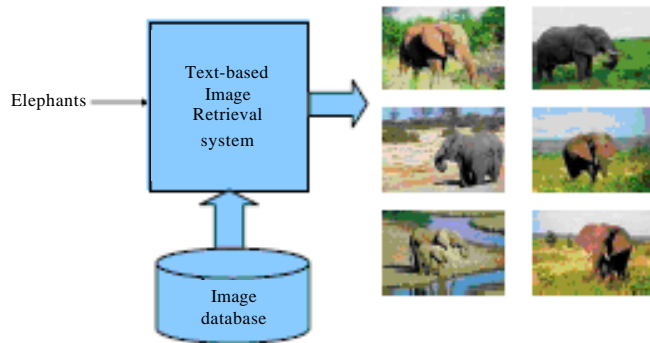 Elephants
Text-based
Image
Retrieval
system
Image
database